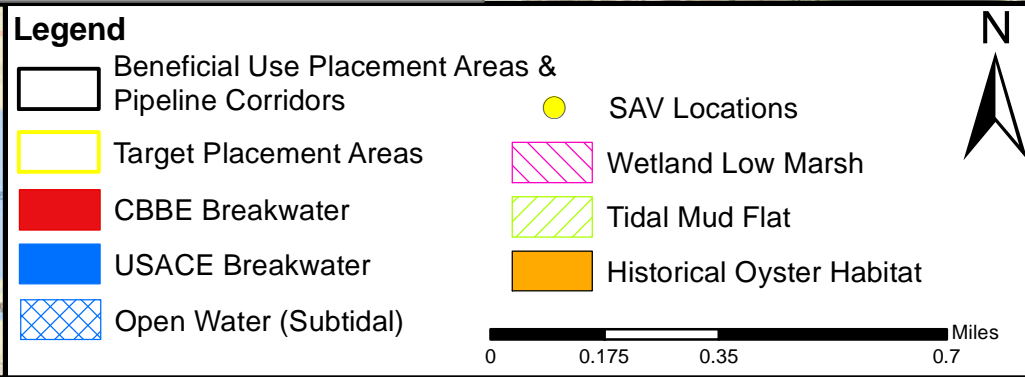 Legend
N
Beneficial Use Placement Areas &
Pipeline Corridors
Target Placement Areas
CBBE Breakwater
USACE Breakwater
Open Water (Subtidal)
SAV Locations
Wetland Low Marsh
Tidal Mud Flat
Historical Oyster Habitat
Miles
0 0.175 0.35 0.7